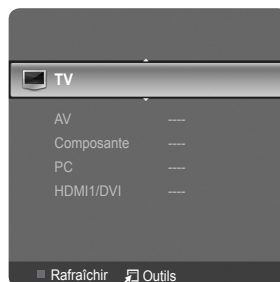 TV
AV ----
Composante ----
PC ----
HDMI1/DVI ----
Rafraîchir Outils